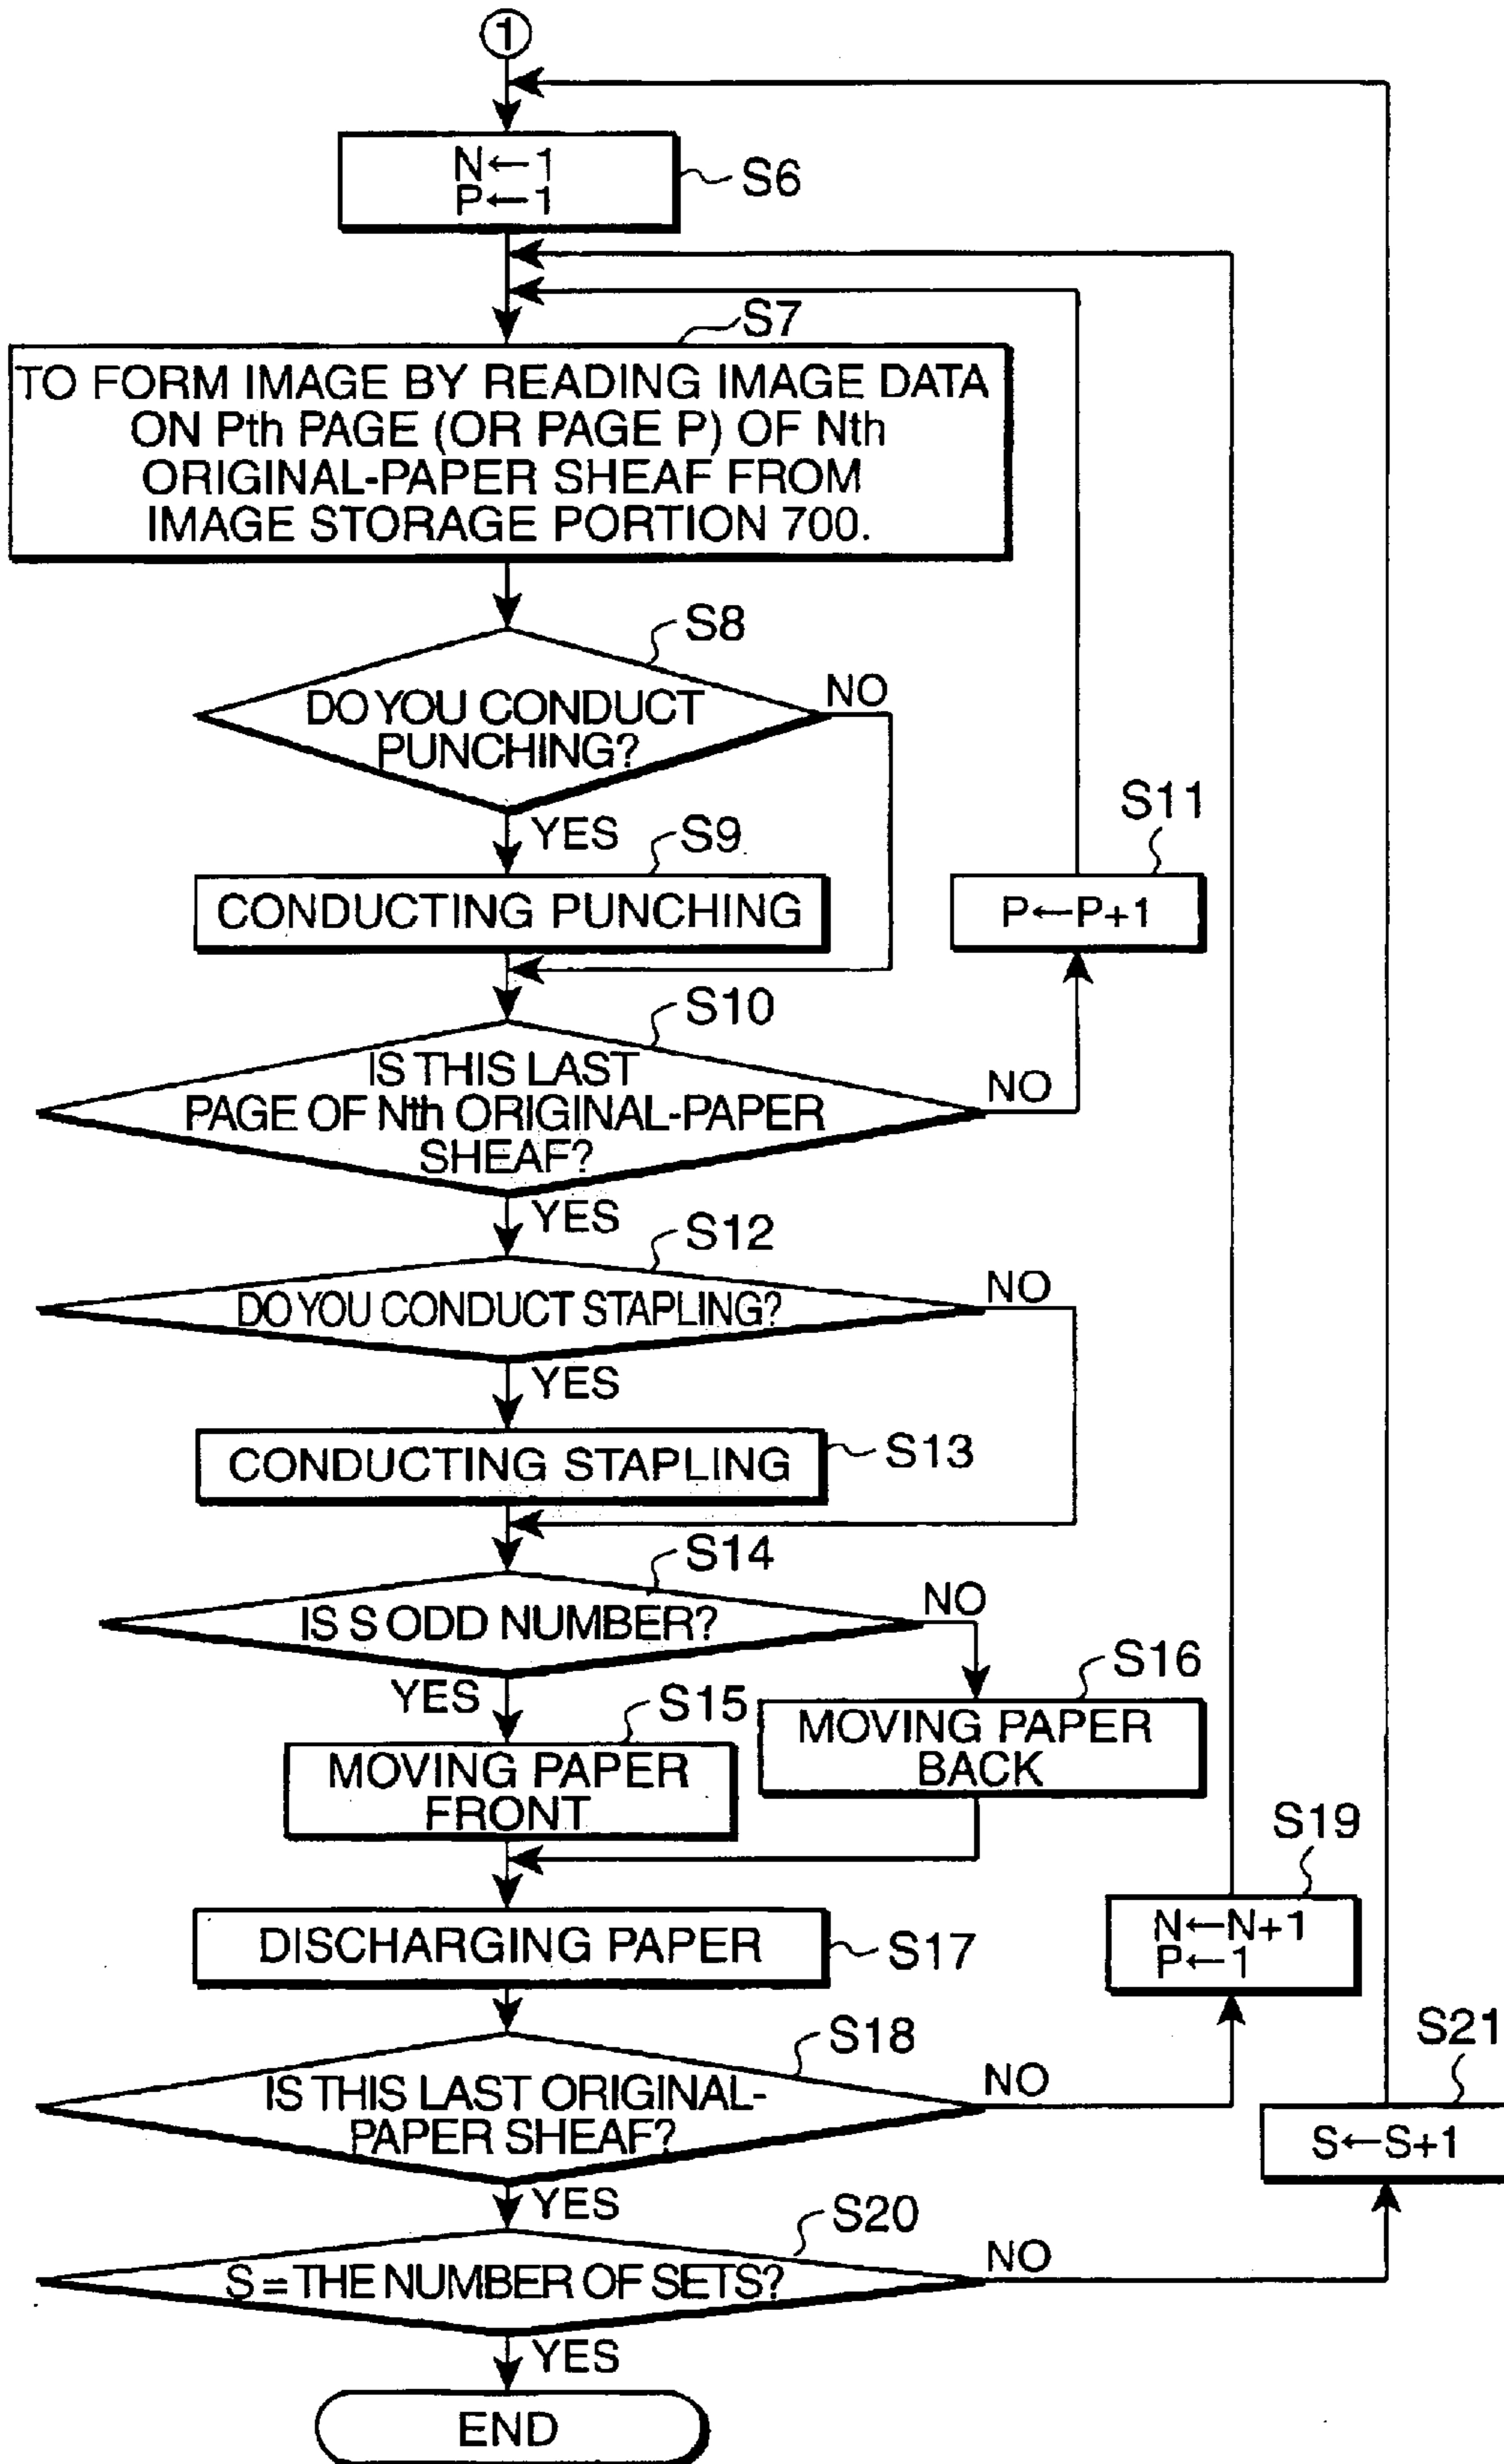 1
N←1
P←1
S6
S7
TO FORM IMAGE BY READING IMAGE DATA
ON Pth PAGE (OR PAGE P) OF Nth
ORIGINAL-PAPER SHEAF FROM
IMAGE STORAGE PORTION 700.
S8
DO YOU CONDUCT
PUNCHING?
NO
YES
S9
CONDUCTING PUNCHING
S11
P←P+1
S10
IS THIS LAST
PAGE OF Nth ORIGINAL-PAPER
SHEAF?
NO
YES
S12
DO YOU CONDUCT STAPLING?
NO
YES
CONDUCTING STAPLING
S13
S14
IS S ODD NUMBER?
NO
YES
S15
MOVING PAPER
FRONT
S16
MOVING PAPER
BACK
DISCHARGING PAPER
S17
S19
N←N+1
P←1
S18
IS THIS LAST ORIGINAL-
PAPER SHEAF?
NO
YES
S21
S←S+1
S20
S=THE NUMBER OF SETS?
NO
YES
END